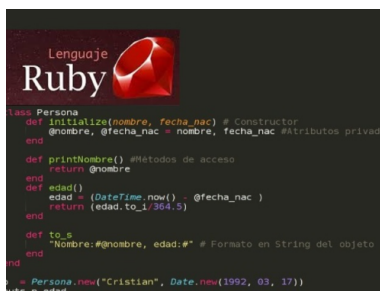 Lenguaje
Ruby
class Persona
def initialize(nombre, fecha_nac) # Constructor
@nombre, @fecha_nac = nombre, fecha_nac #Atributos privad
end
def printNombre() #Métodos de acceso
return @nombre
end
def edad()
edad = (DateTime.now() - @fecha_nac )
return (edad.to_i/364.5)
end
def to_s
"Nombre:#@nombre, edad:#" # Formato en String del objeto
end
end
= Persona.new("Cristian", Date.new(1992, 03, 17))